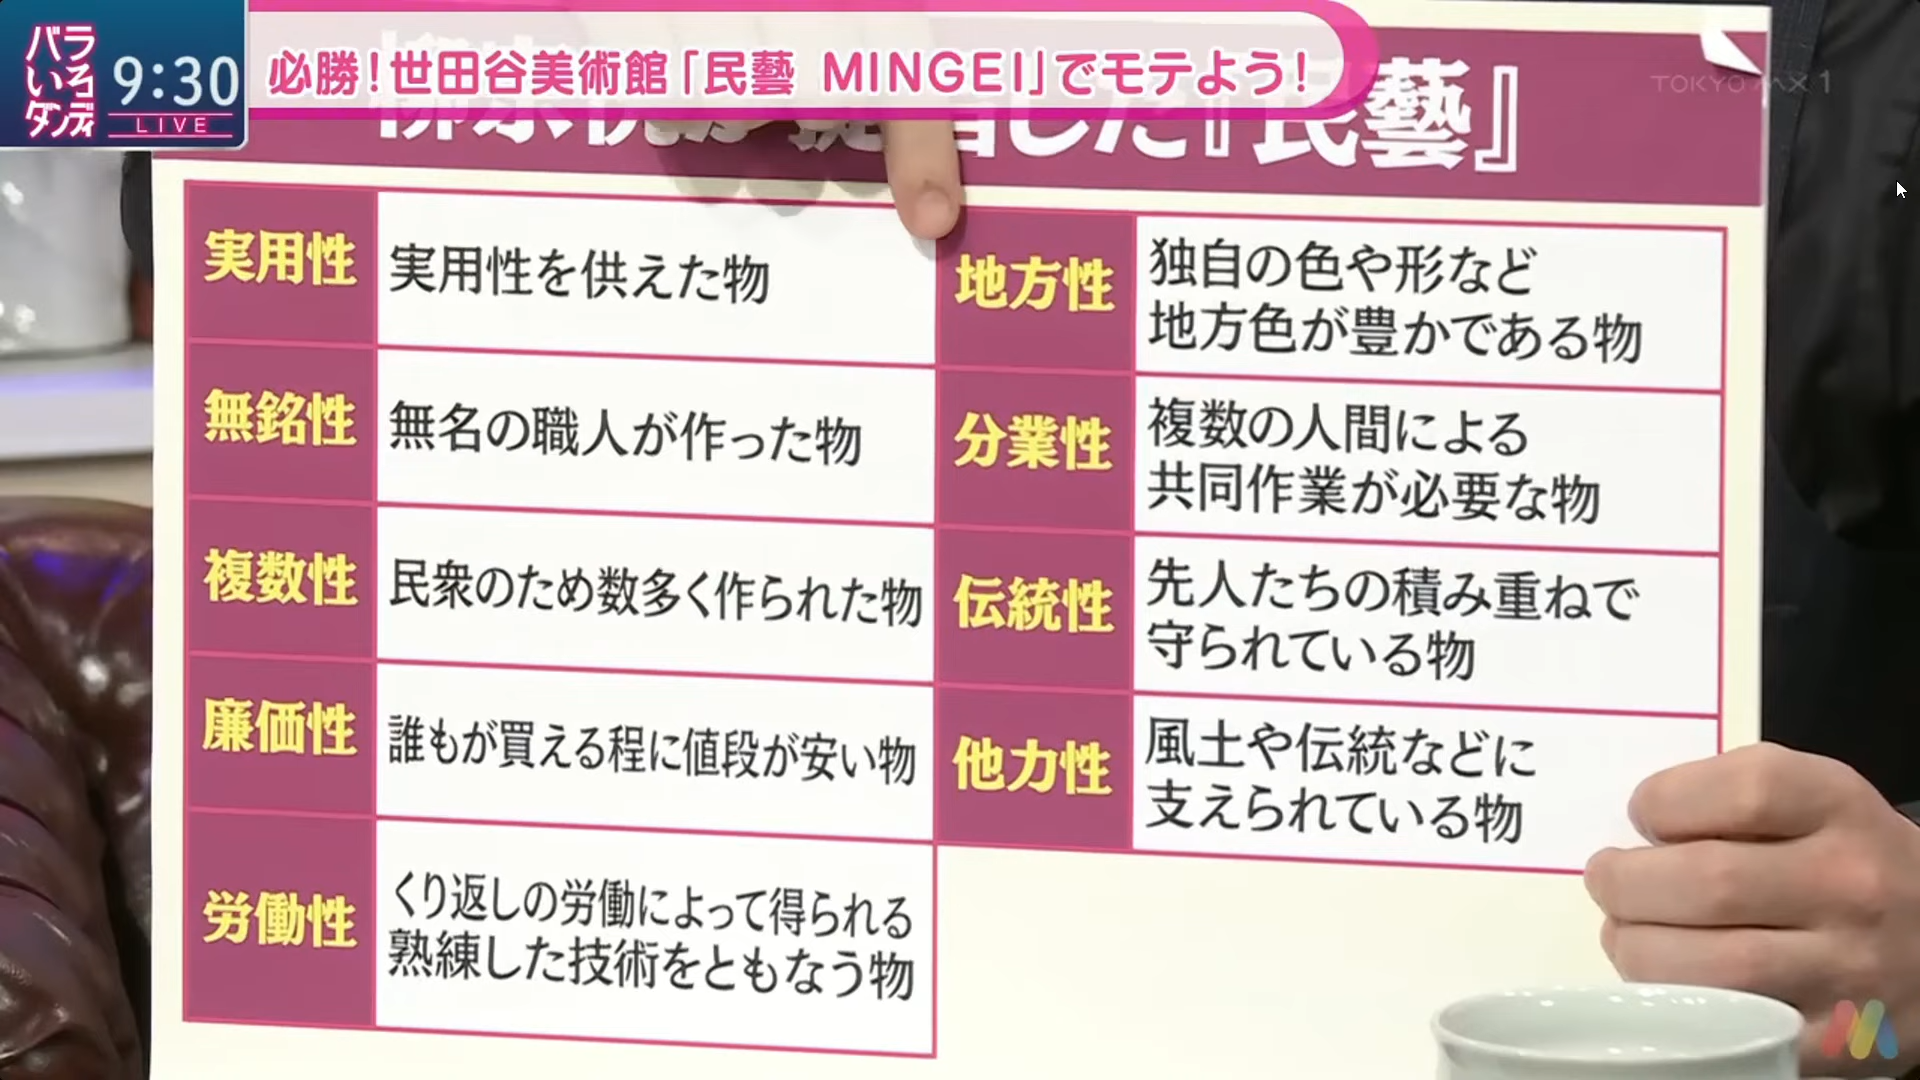 バラいろダンディ
9:30
LIVE
必勝！世田谷美術館「民藝 MINGEI」でモテよう！
TOKYO MX 1
した『民藝』
実用性
実用性を供えた物
無銘性
無名の職人が作った物
複数性
民衆のため数多く作られた物
廉価性
誰もが買える程に値段が安い物
労働性
くり返しの労働によって得られる
熟練した技術をともなう物
地方性
独自の色や形など
地方色が豊かである物
分業性
複数の人間による
共同作業が必要な物
伝統性
先人たちの積み重ねで
守られている物
他力性
風土や伝統などに
支えられている物